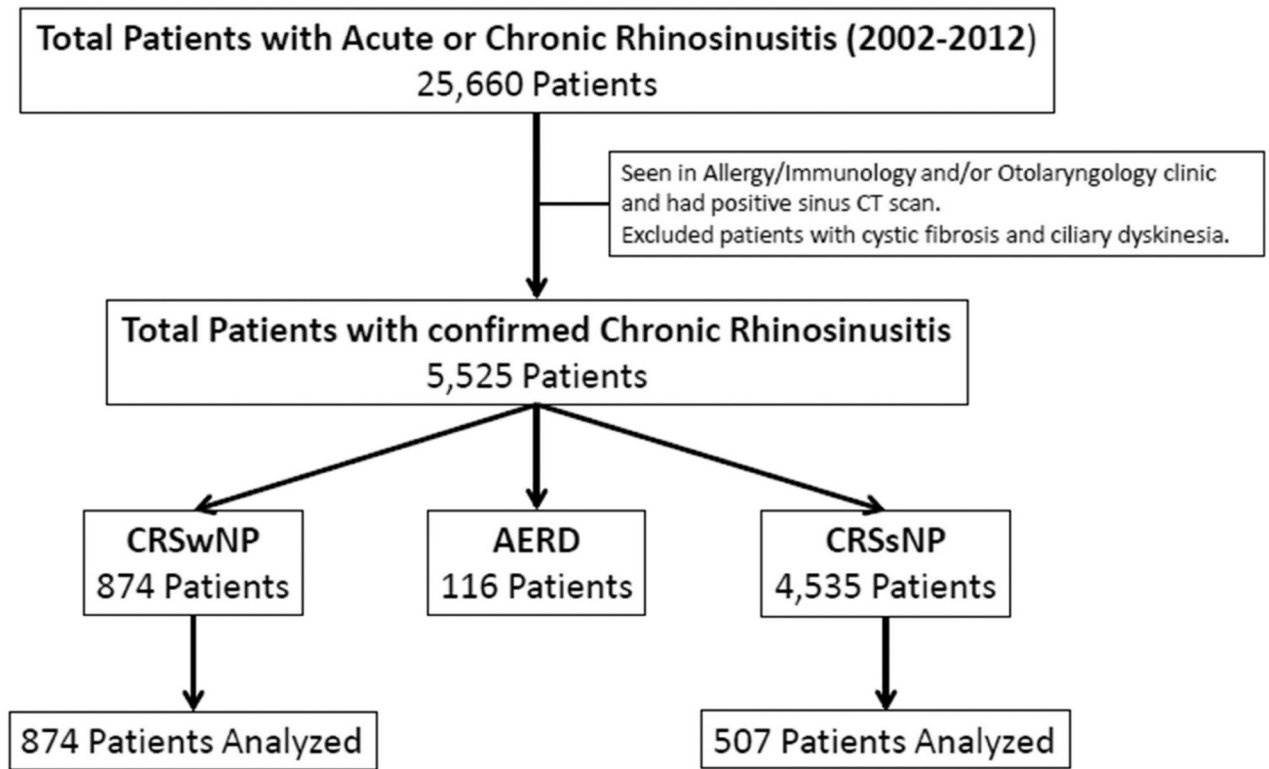 Total Patients with Acute or Chronic Rhinosinusitis (2002-2012)
25,660 Patients
Seen in Allergy/Immunology and/or Otolaryngology clinic
and had positive sinus CT scan.
Excluded patients with cystic fibrosis and ciliary dyskinesia.
Total Patients with confirmed Chronic Rhinosinusitis
5,525 Patients
CRSwNP
874 Patients
AERD
116 Patients
CRSsNP
4,535 Patients
874 Patients Analyzed
507 Patients Analyzed